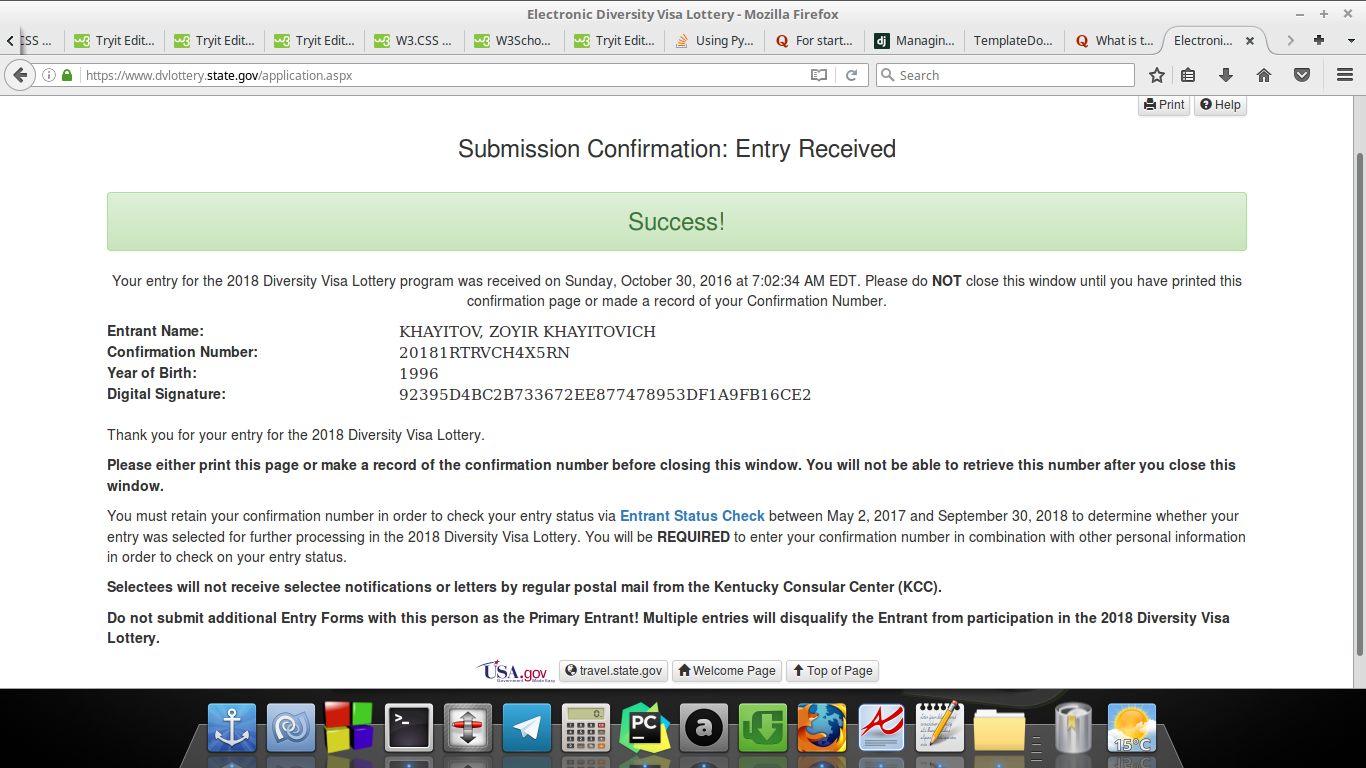 Electronic Diversity Visa Lottery - Mozilla Firefox
CSS ... Tryit Edit... Tryit Edit... Tryit Edit... W3.CSS ... W3Scho... Tryit Edit... Using Py... For start... Managin... TemplateDo... What is t... Electroni...
https://www.dvlottery.state.gov/application.aspx Search
Print Help
Submission Confirmation: Entry Received
Success!
Your entry for the 2018 Diversity Visa Lottery program was received on Sunday, October 30, 2016 at 7:02:34 AM EDT. Please do NOT close this window until you have printed this
confirmation page or made a record of your Confirmation Number.
Entrant Name: KHAYITOV, ZOYIR KHAYITOVICH
Confirmation Number: 20181RTRVCH4X5RN
Year of Birth: 1996
Digital Signature: 92395D4BC2B733672EE877478953DF1A9FB16CE2
Thank you for your entry for the 2018 Diversity Visa Lottery.
Please either print this page or make a record of the confirmation number before closing this window. You will not be able to retrieve this number after you close this
window.
You must retain your confirmation number in order to check your entry status via Entrant Status Check between May 2, 2017 and September 30, 2018 to determine whether your
entry was selected for further processing in the 2018 Diversity Visa Lottery. You will be REQUIRED to enter your confirmation number in combination with other personal information
in order to check on your entry status.
Selectees will not receive selectee notifications or letters by regular postal mail from the Kentucky Consular Center (KCC).
Do not submit additional Entry Forms with this person as the Primary Entrant! Multiple entries will disqualify the Entrant from participation in the 2018 Diversity Visa
Lottery.
USA.gov travel.state.gov Welcome Page Top of Page
PC a 15°C